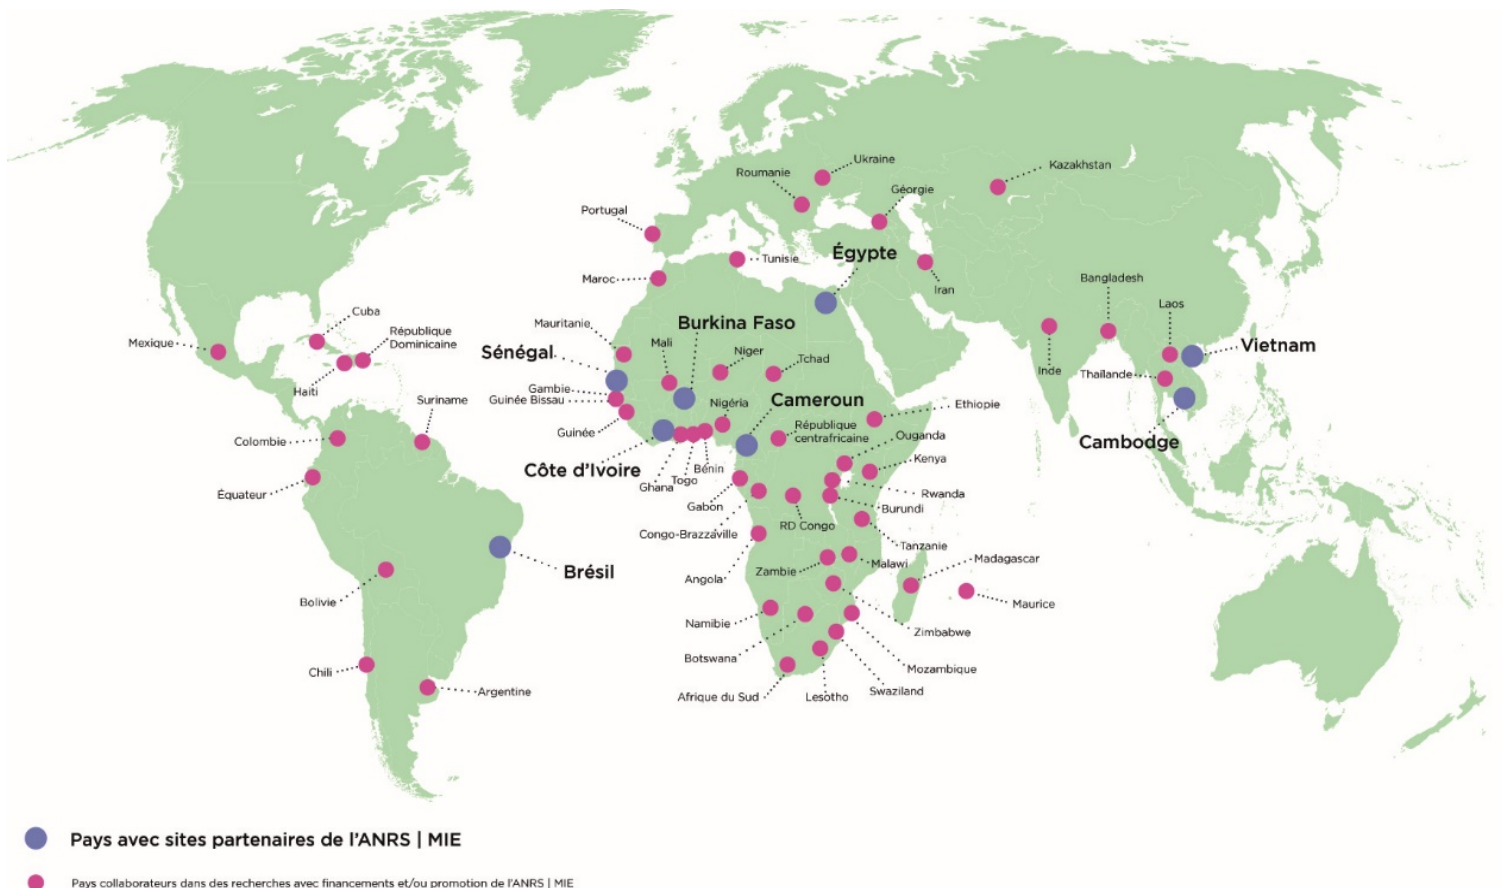 Ukraine
Kazakhstan
Roumanie
Géorgie
Portugal
Égypte
Tunisie
Maroc
Iran
Bangladesh
Laos
Cuba
République
Dominicaine
Mexique
Haiti
Mauritanie
Burkina Faso
Mali
Niger
Tchad
Sénégal
Vietnam
Inde
Thaïlande
Gambie
Guinée Bissau
Nigéria
Cameroun
Ethiopie
Suriname
Colombie
Guinée
République
centrafricaine
Ouganda
Cambodge
Kenya
Côte d'Ivoire
Bénin
Togo
Ghana
Équateur
Rwanda
Gabon
Burundi
RD Congo
Congo-Brazzaville
Tanzanie
Madagascar
Malawi
Zambie
Angola
Brésil
Bolivie
Maurice
Namibie
Zimbabwe
Botswana
Mozambique
Chili
Swaziland
Argentine
Afrique du Sud
Lesotho
Pays avec sites partenaires de l'ANRS | MIE
Pays collaborateurs dans des recherches avec financements et/ou promotion de l'ANRS | MIE